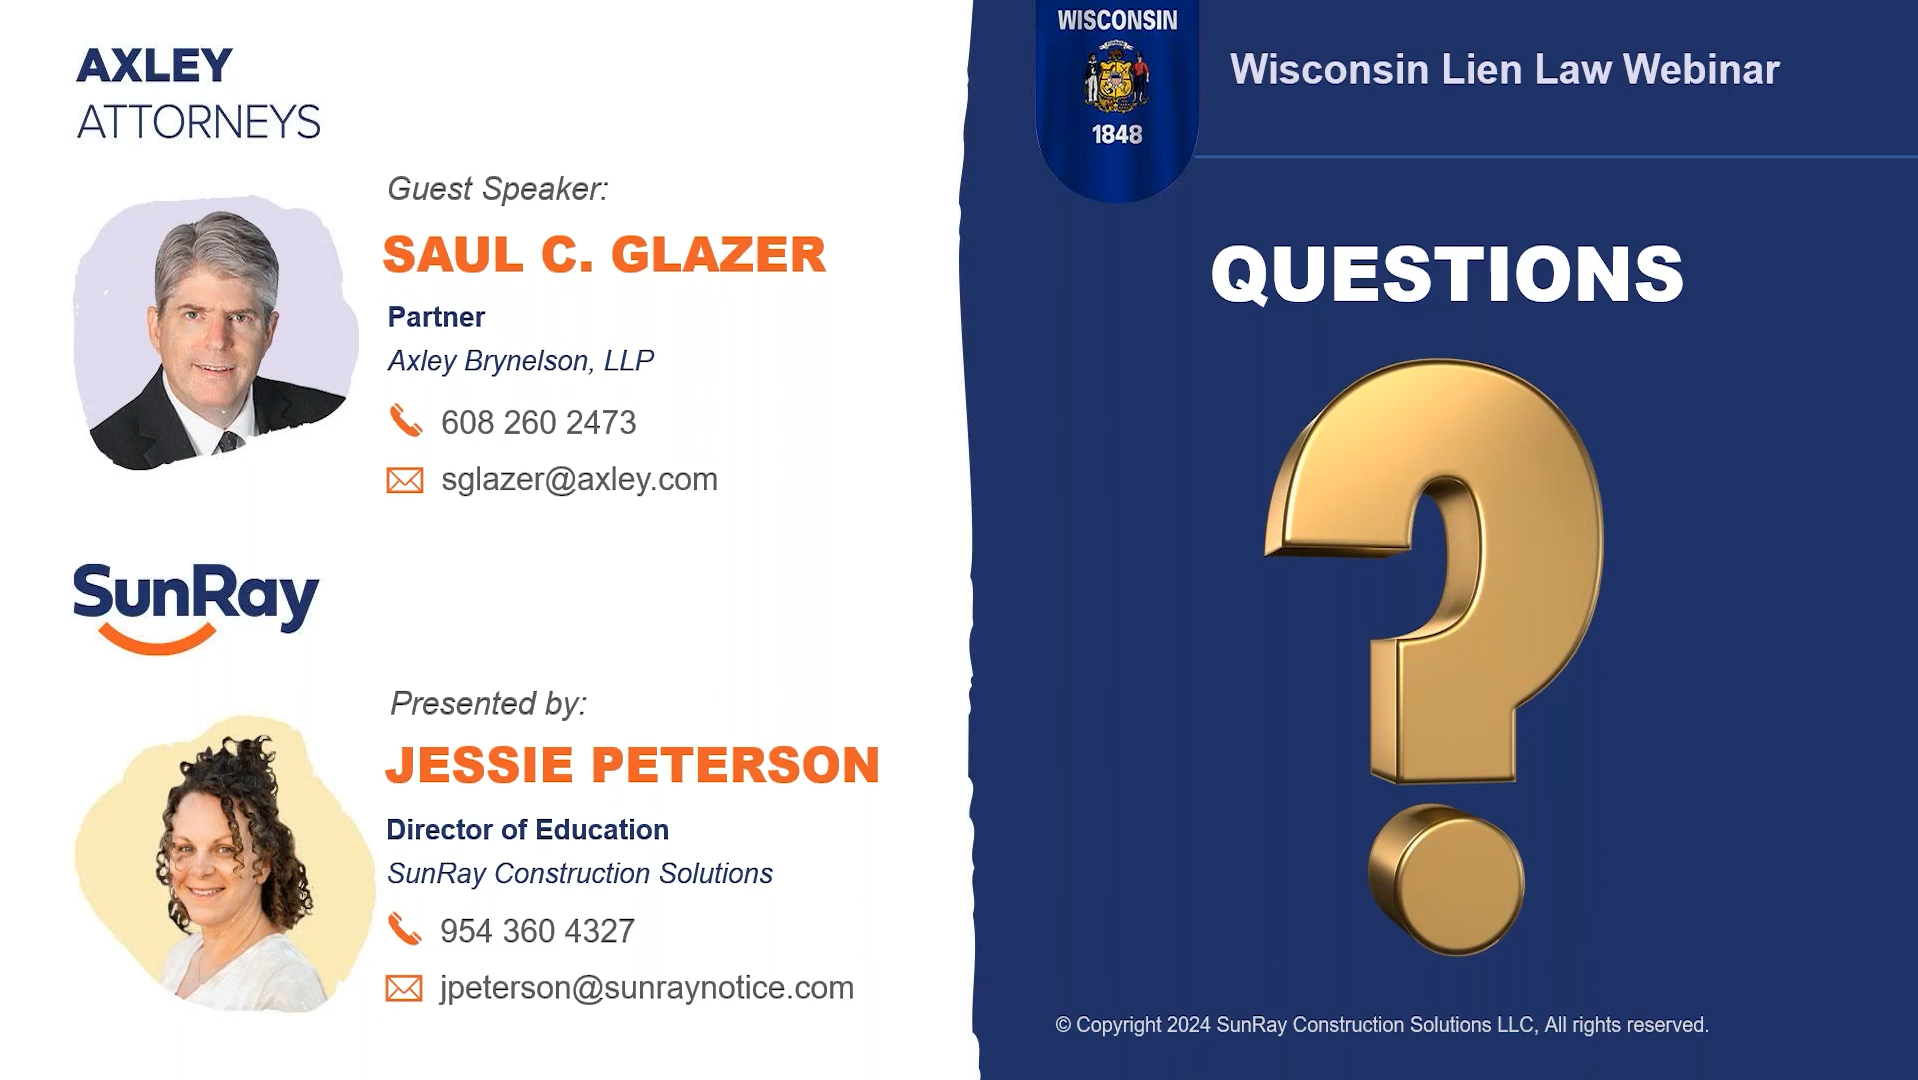 AXLEY
ATTORNEYS
Guest Speaker:
SAUL C. GLAZER
Partner
Axley Brynelson, LLP
608 260 2473
sglazer@axley.com
SunRay
Presented by:
JESSIE PETERSON
Director of Education
SunRay Construction Solutions
954 360 4327
jpeterson@sunraynotice.com
WISCONSIN
1848
Wisconsin Lien Law Webinar
QUESTIONS
?
© Copyright 2024 SunRay Construction Solutions LLC, All rights reserved.